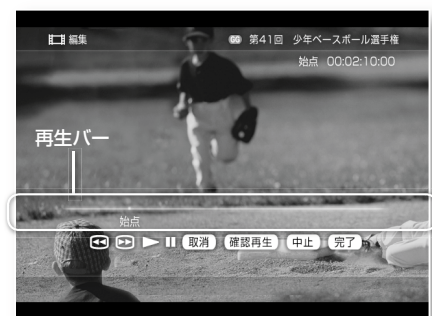 編集
GG 第41回 少年ベースボール選手権
始点 00:02:10:00
再生バー
始点
取消 確認再生 中止 完了